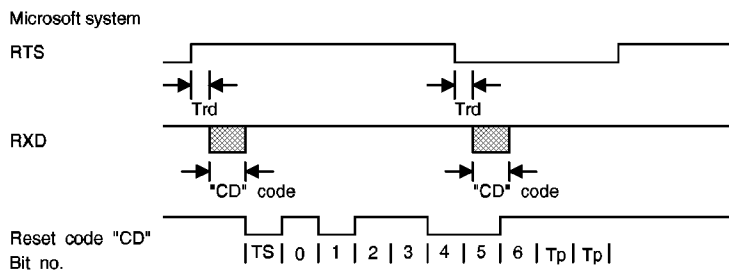 Microsoft system
RTS
Trd Trd
RXD
"CD" code "CD" code
Reset code "CD"
Bit no.
TS 0 1 2 3 4 5 6 Tp Tp